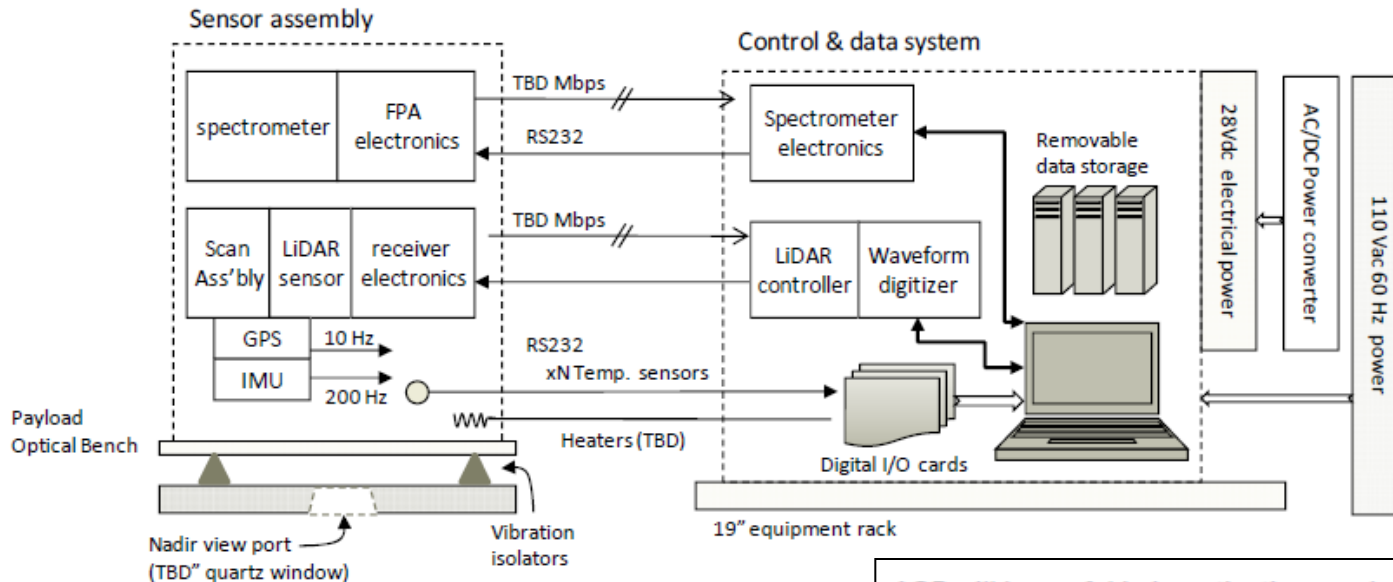 Sensor assembly
Control & data system
spectrometer
FPA
electronics
TBD Mbps
RS232
Spectrometer
electronics
Removable
data storage
28Vdc electrical power
AC/DC Power converter
110 Vac 60 Hz power
Scan
Ass'bly
LiDAR
sensor
receiver
electronics
TBD Mbps
LiDAR
controller
Waveform
digitizer
GPS
10 Hz
IMU
200 Hz
RS232
xN Temp. sensors
Heaters (TBD)
Digital I/O cards
Payload
Optical Bench
Nadir view port
(TBD" quartz window)
Vibration
isolators
19" equipment rack